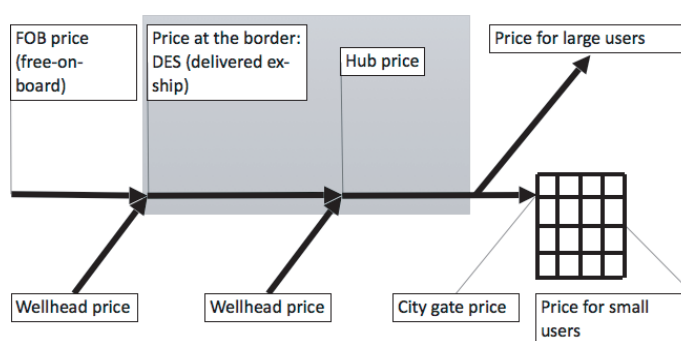 FOB price
(free-on-
board)
Price at the border:
DES (delivered ex-
ship)
Hub price
Price for large users
Wellhead price
Wellhead price
City gate price
Price for small
users